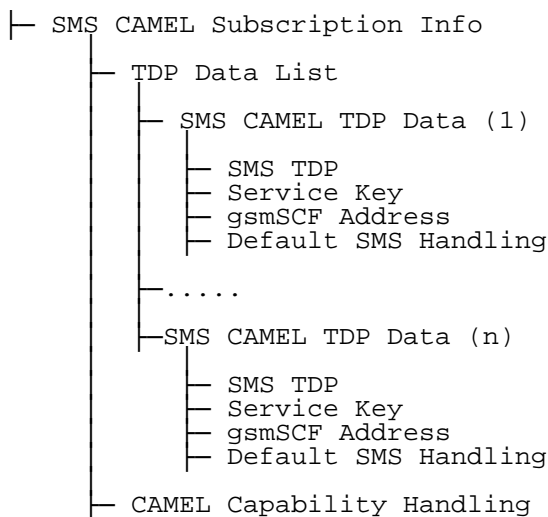 SMS CAMEL Subscription Info
TDP Data List
SMS CAMEL TDP Data (1)
SMS TDP
Service Key
gsmSCF Address
Default SMS Handling
.....
SMS CAMEL TDP Data (n)
SMS TDP
Service Key
gsmSCF Address
Default SMS Handling
CAMEL Capability Handling